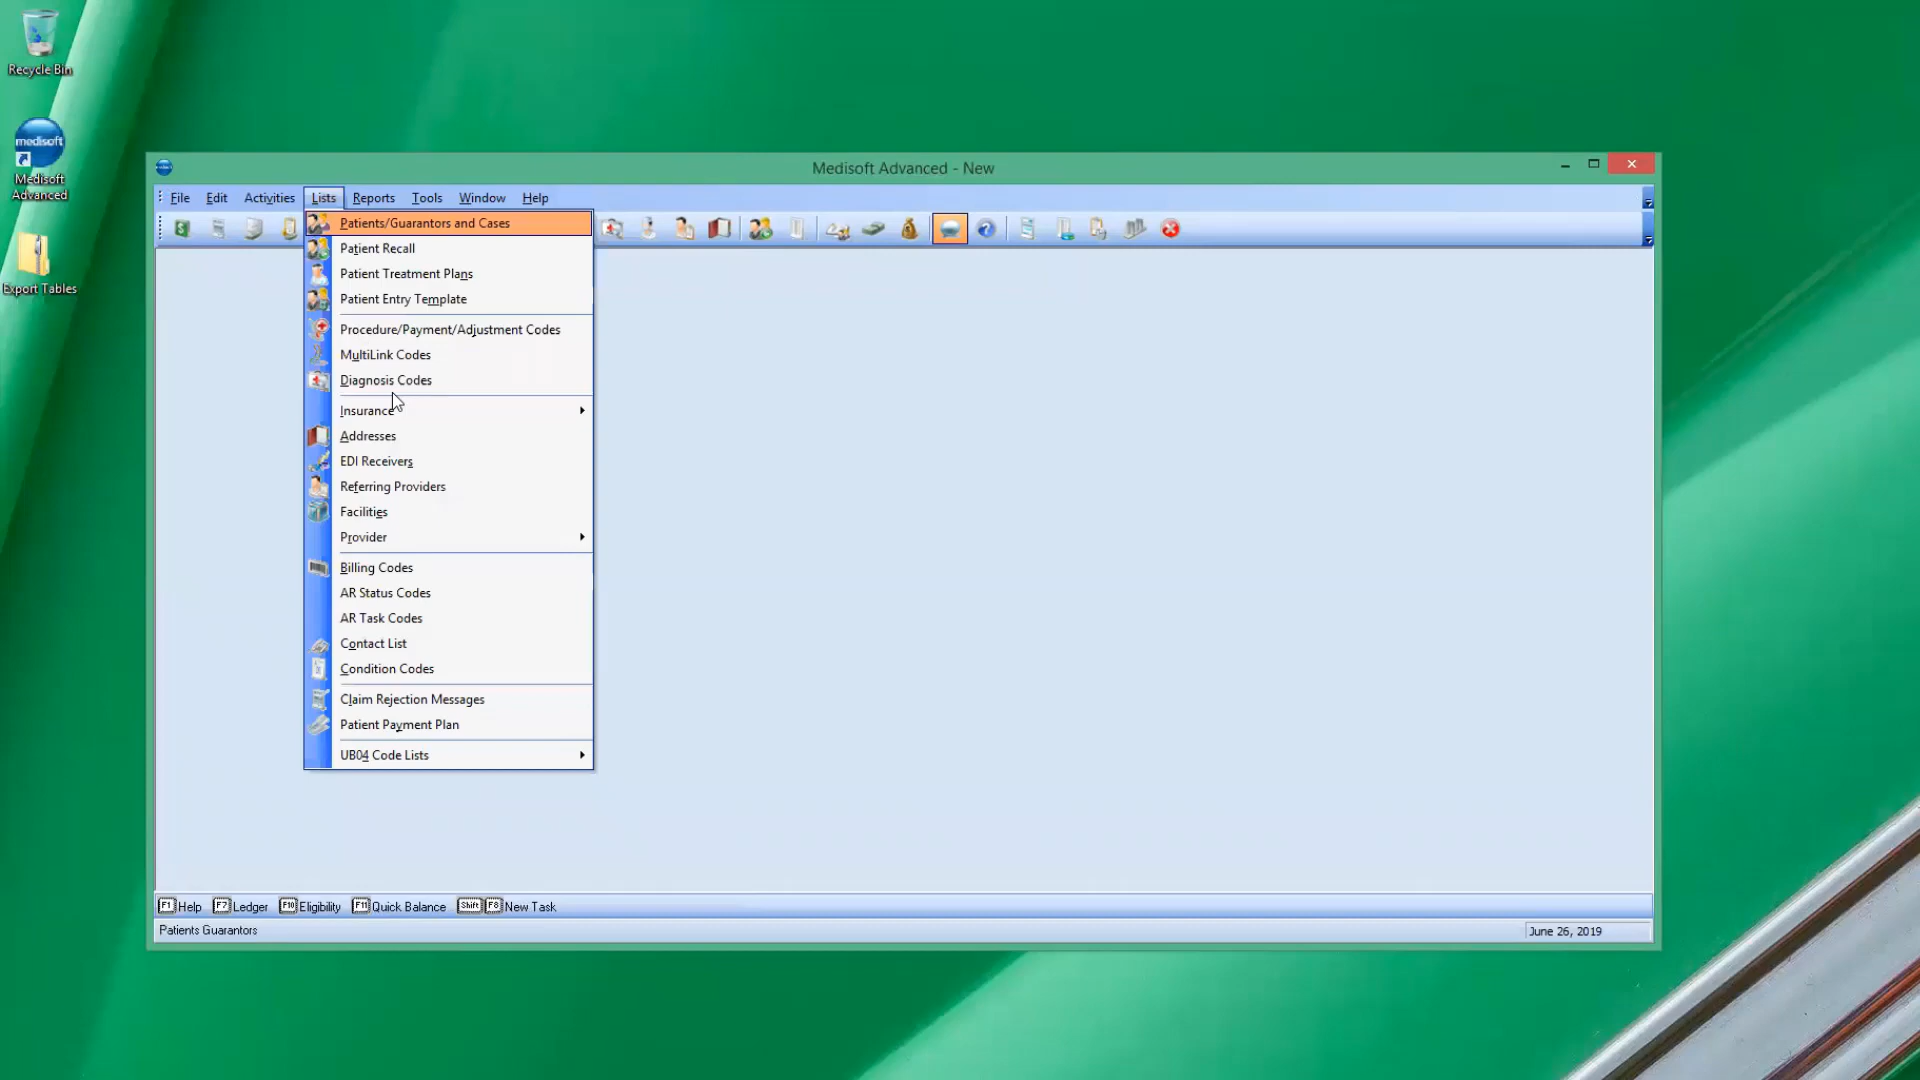 Recycle Bin
medisoft
Medisoft
Advanced
Export Tables
Medisoft Advanced - New
File Edit Activities Lists Reports Tools Window Help
Patients/Guarantors and Cases
Patient Recall
Patient Treatment Plans
Patient Entry Template
Procedure/Payment/Adjustment Codes
MultiLink Codes
Diagnosis Codes
Insurance
Addresses
EDI Receivers
Referring Providers
Facilities
Provider
Billing Codes
AR Status Codes
AR Task Codes
Contact List
Condition Codes
Claim Rejection Messages
Patient Payment Plan
UB04 Code Lists
F1 Help F7 Ledger F10 Eligibility F11 Quick Balance Shift F8 New Task
Patients Guarantors
June 26, 2019